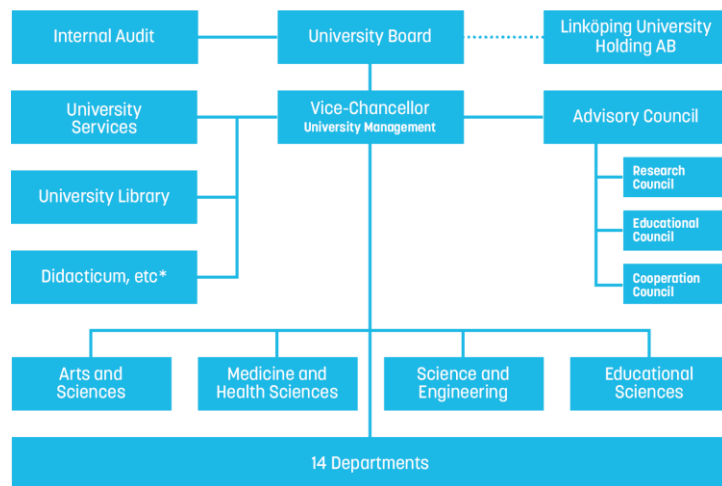 Internal Audit
University Board
Linköping University
Holding AB
University
Services
Vice-Chancellor
University Management
Advisory Council
Research
Council
University Library
Educational
Council
Didacticum, etc*
Cooperation
Council
Arts and
Sciences
Medicine and
Health Sciences
Science and
Engineering
Educational
Sciences
14 Departments